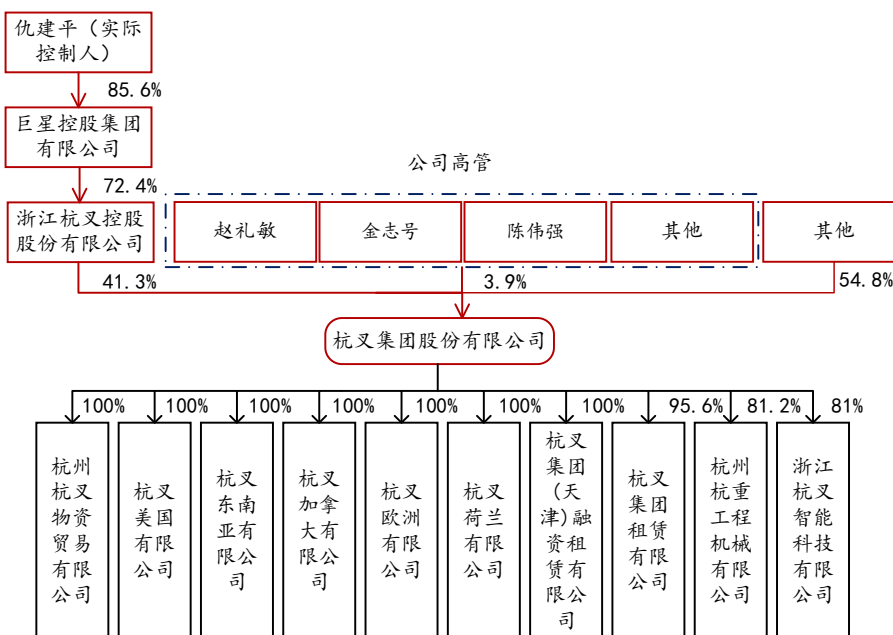 仇建平（实际
控制人）
85.6%
巨星控股集团
有限公司
72.4%
公司高管
浙江杭叉控股
股份有限公司
赵礼敏
金志号
陈伟强
其他
其他
41.3%
3.9%
54.8%
杭叉集团股份有限公司
100%
100%
100%
100%
100%
100%
100%
95.6%
81.2%
81%
杭州
杭叉
物资
贸易
有限
公司
杭叉
美国
有限
公司
杭叉
东南
亚有
限公
司
杭叉
加拿
大有
限公
司
杭叉
欧洲
有限
公司
杭叉
荷兰
有限
公司
杭叉
集团
(天
津)融
资租
赁有
限公
司
杭叉
集团
租赁
有限
公司
杭州
杭重
工程
机械
有限
公司
浙江
杭叉
智能
科技
有限
公司